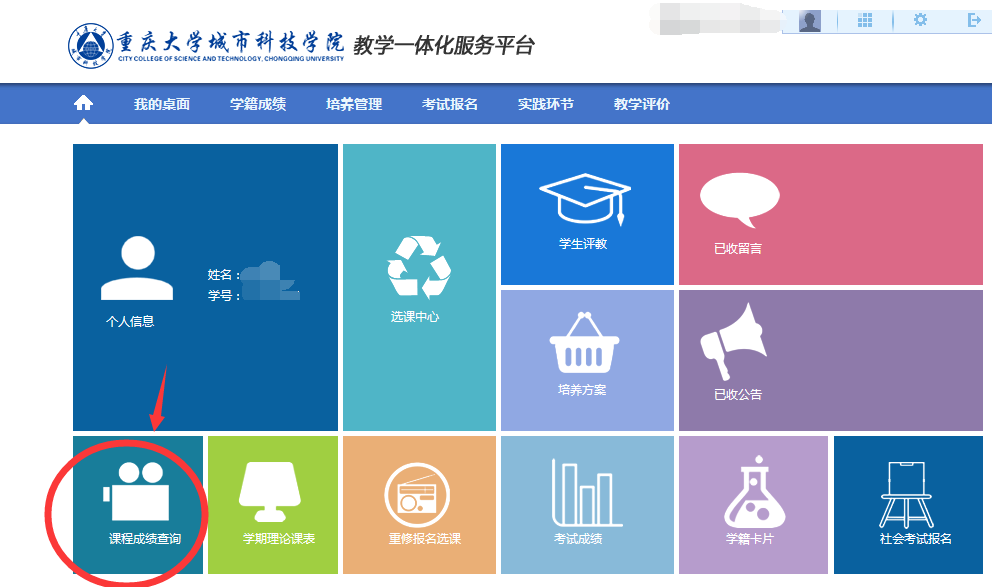 重庆大学城市科技学院 教学一体化服务平台
CITY COLLEGE OF SCIENCE AND TECHNOLOGY, CHONGQING UNIVERSITY
我的桌面 学籍成绩 培养管理 考试报名 实践环节 教学评价
学生评教
已收留言
姓名：
学号：
个人信息
选课中心
培养方案
已收公告
课程成绩查询
学期理论课表
重修报名选课
考试成绩
学籍卡片
社会考试报名